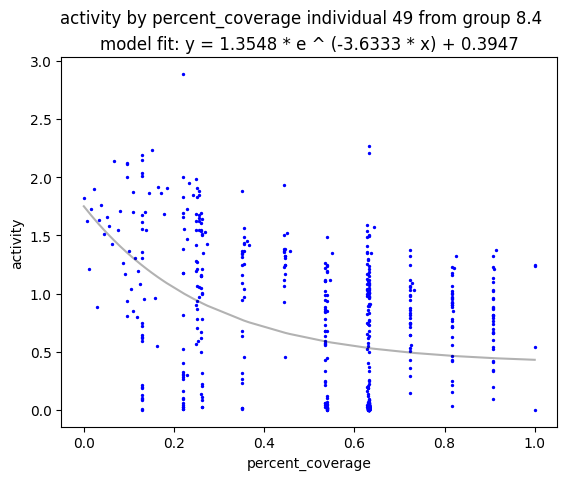 activity by percent_coverage individual 49 from group 8.4
model fit: y = 1.3548 * e ^ (-3.6333 * x) + 0.3947
3.0
2.5
2.0
1.5
1.0
0.5
0.0
activity
0.0 0.2 0.4 0.6 0.8 1.0
percent_coverage